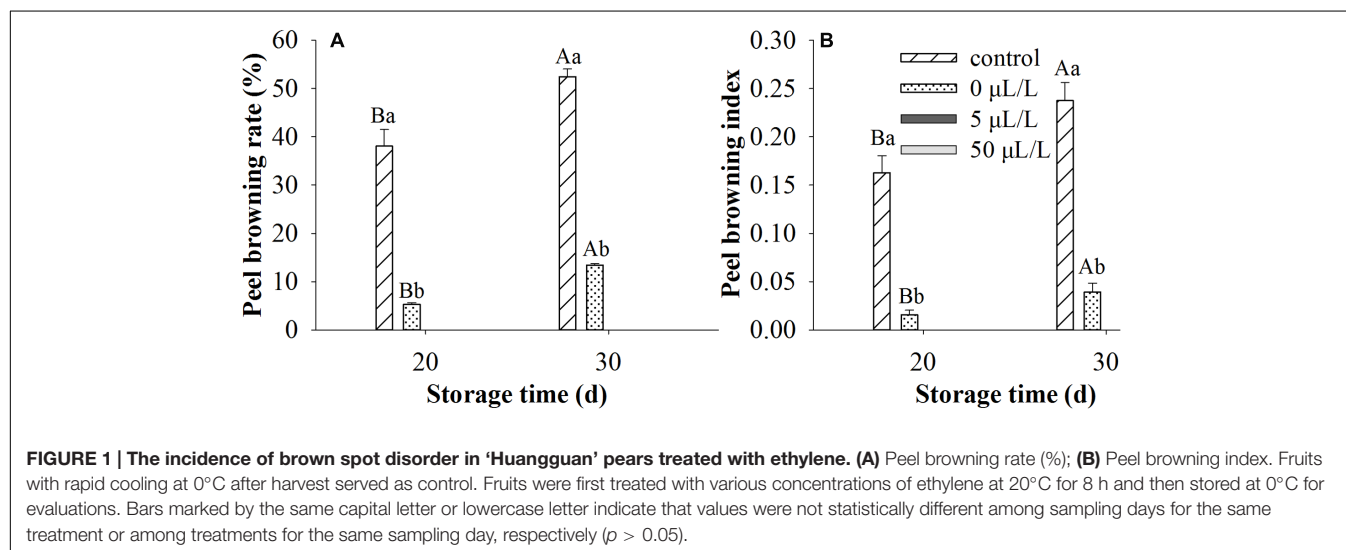 A
Peel browning rate (%)
60
50
40
30
20
10
0
Ba
Bb
Aa
Ab
20
30
Storage time (d)
B
Peel browning index
0.30
0.25
0.20
0.15
0.10
0.05
0.00
control
0 μL/L
5 μL/L
50 μL/L
Ba
Bb
Aa
Ab
20
30
Storage time (d)
FIGURE 1 | The incidence of brown spot disorder in ‘Huangguan’ pears treated with ethylene. (A) Peel browning rate (%); (B) Peel browning index. Fruits
with rapid cooling at 0°C after harvest served as control. Fruits were first treated with various concentrations of ethylene at 20°C for 8 h and then stored at 0°C for
evaluations. Bars marked by the same capital letter or lowercase letter indicate that values were not statistically different among sampling days for the same
treatment or among treatments for the same sampling day, respectively (p > 0.05).